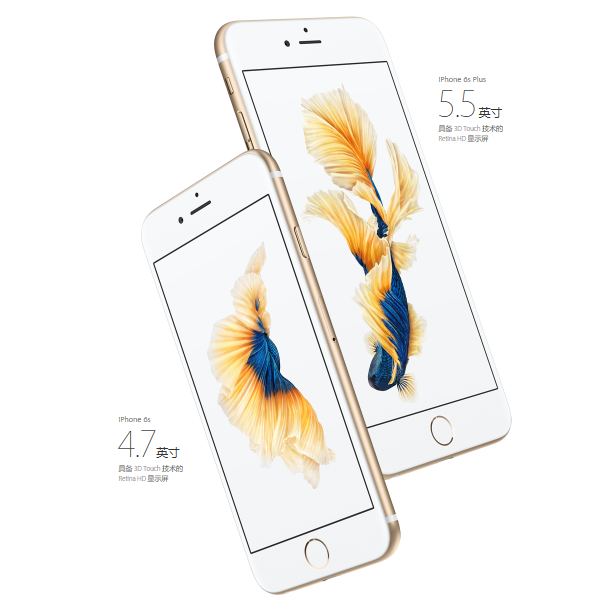 iPhone 6s Plus
5.5 英寸
具备 3D Touch 技术的
Retina HD 显示屏
iPhone 6s
4.7 英寸
具备 3D Touch 技术的
Retina HD 显示屏